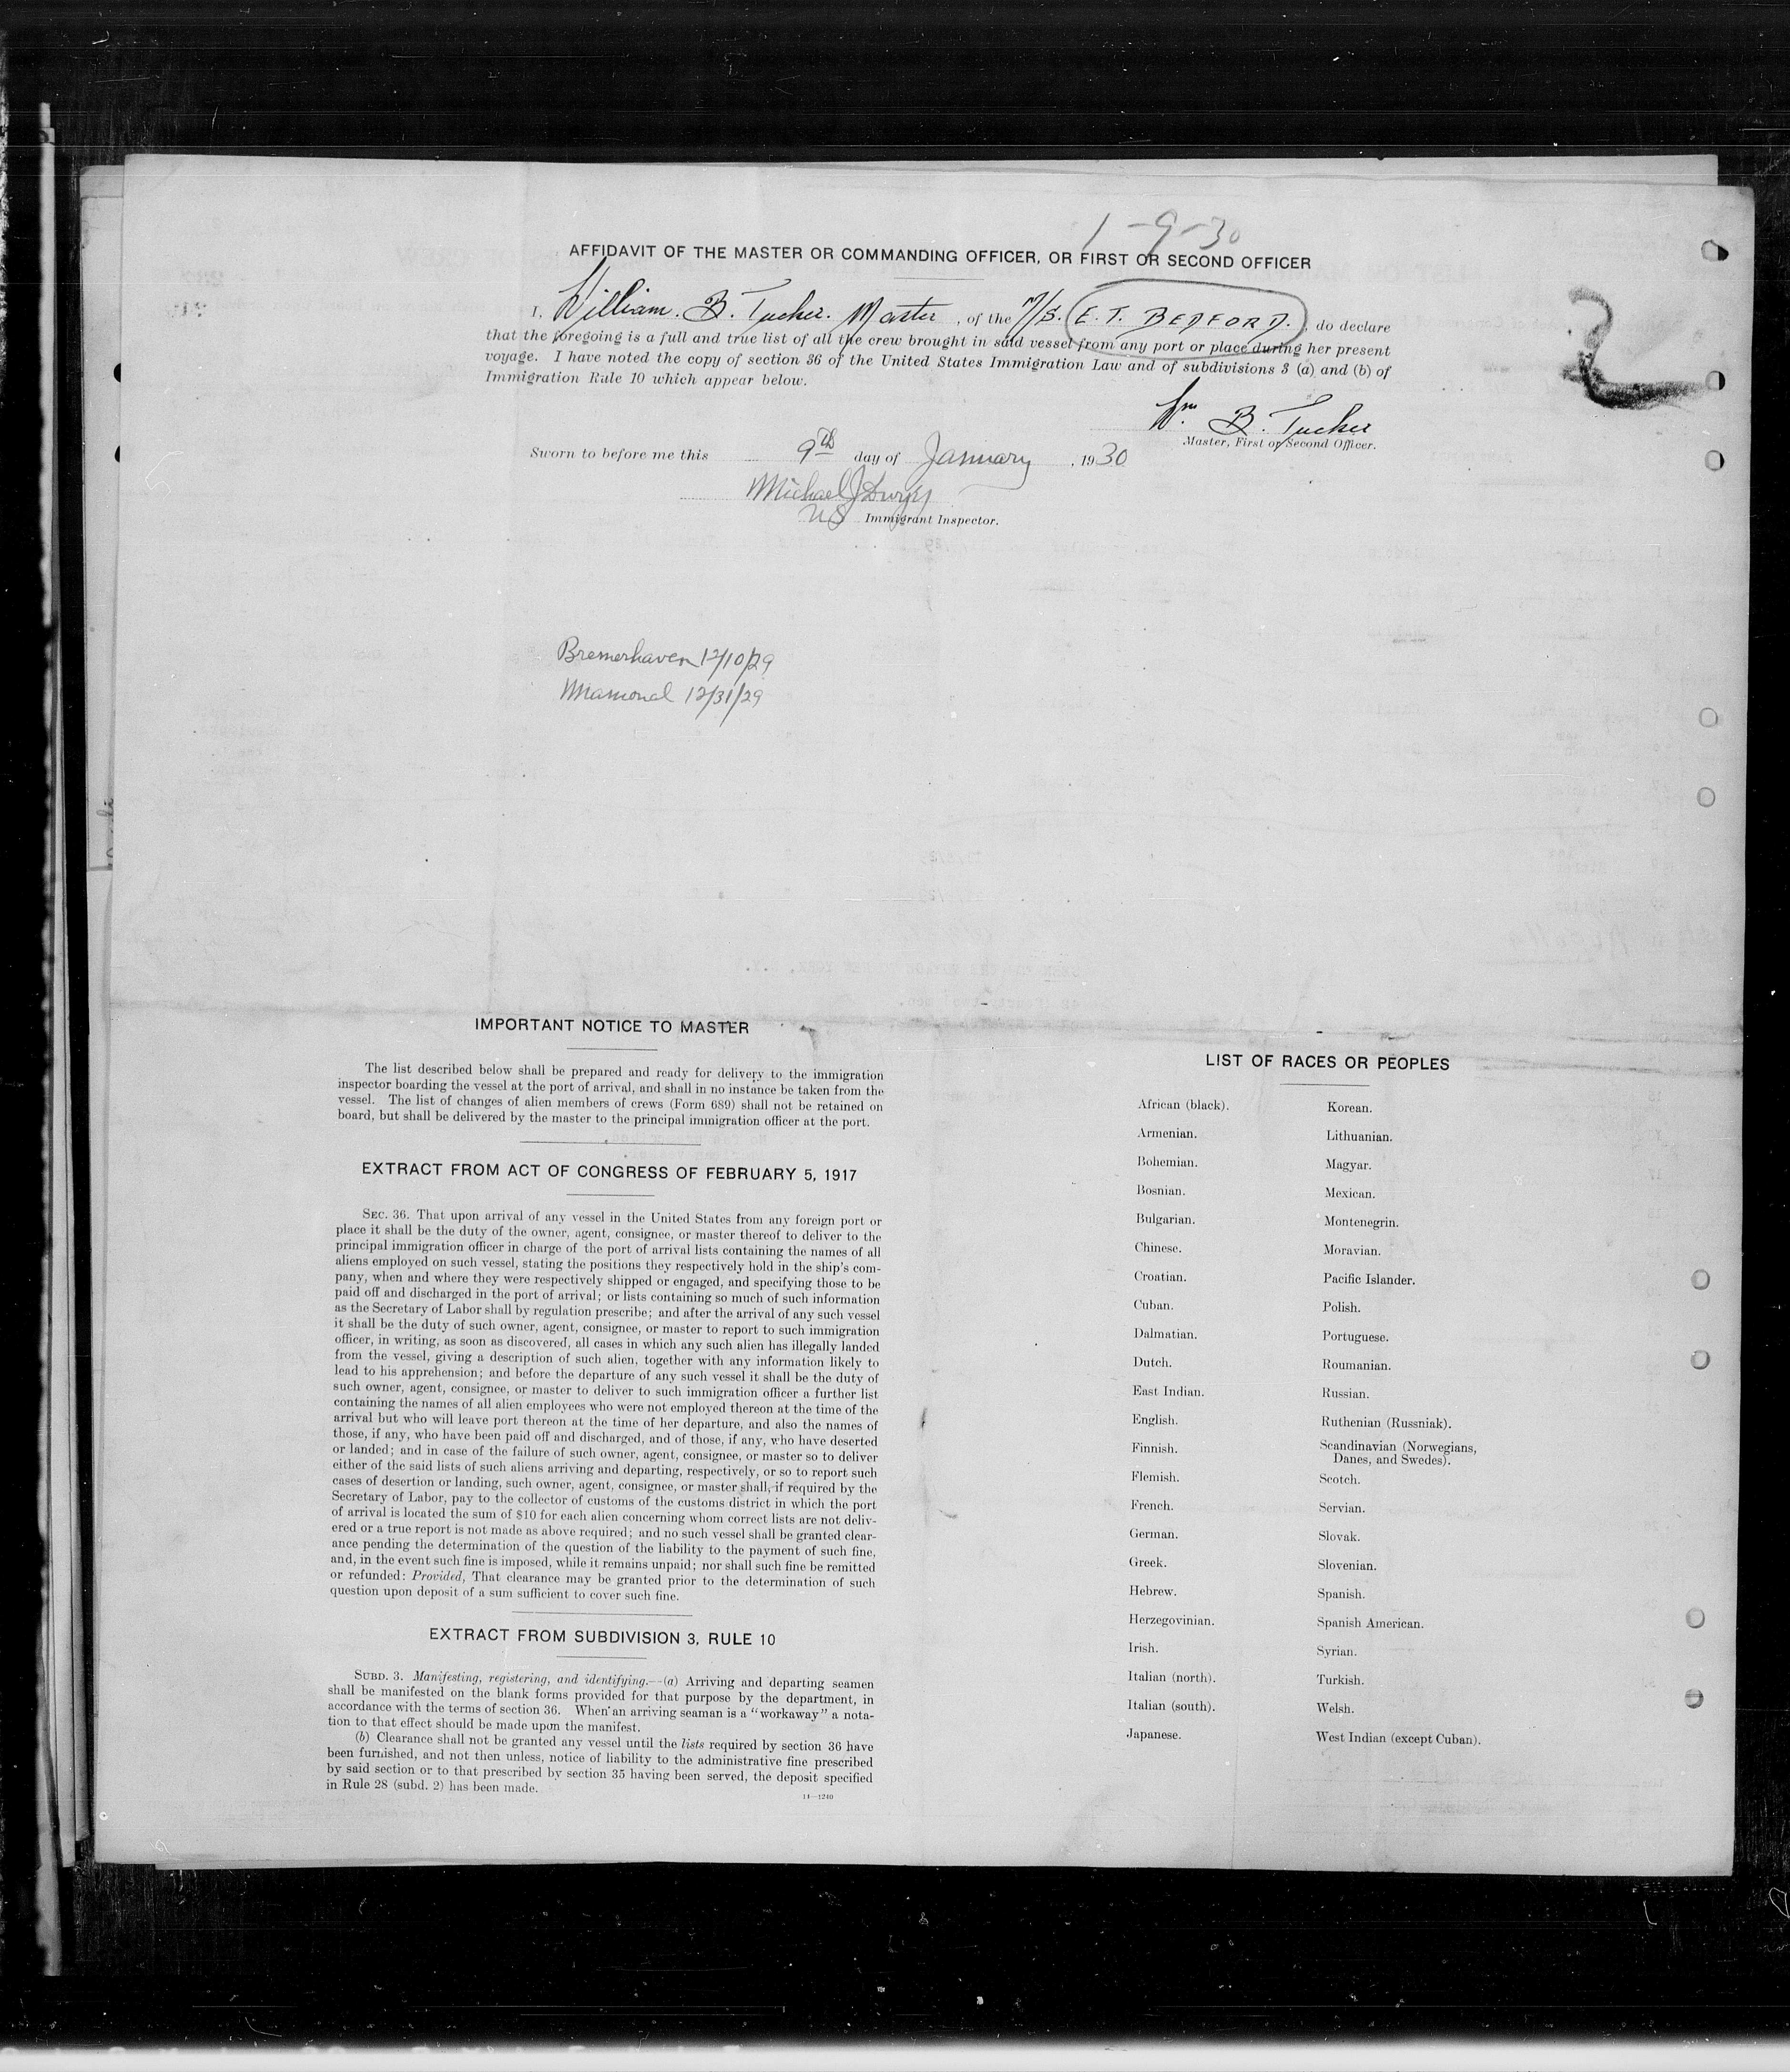 1-9-30
AFFIDAVIT OF THE MASTER OR COMMANDING OFFICER, OR FIRST OR SECOND OFFICER
I, William. B. Tucker. Master, of the M/S. E. T. BEDFORD., do declare
that the foregoing is a full and true list of all the crew brought in said vessel from any port or place during her present
voyage. I have noted the copy of section 36 of the United States Immigration Law and of subdivisions 3 (a) and (b) of
Immigration Rule 10 which appear below.
Wm. B. Tucker
Master, First or Second Officer.
Sworn to before me this 9th day of January, 1930
Michael J
US Immigrant Inspector.
Bremerhaven 12/10/29
Mamonal 12/31/29
IMPORTANT NOTICE TO MASTER
The list described below shall be prepared and ready for delivery to the immigration
inspector boarding the vessel at the port of arrival, and shall in no instance be taken from the
vessel. The list of changes of alien members of crews (Form 689) shall not be retained on
board, but shall be delivered by the master to the principal immigration officer at the port.
EXTRACT FROM ACT OF CONGRESS OF FEBRUARY 5, 1917
SEC. 36. That upon arrival of any vessel in the United States from any foreign port or
place it shall be the duty of the owner, agent, consignee, or master thereof to deliver to the
principal immigration officer in charge of the port of arrival lists containing the names of all
aliens employed on such vessel, stating the positions they respectively hold in the ship's com-
pany, when and where they were respectively shipped or engaged, and specifying those to be
paid off and discharged in the port of arrival; or lists containing so much of such information
as the Secretary of Labor shall by regulation prescribe; and after the arrival of any such vessel
it shall be the duty of such owner, agent, consignee, or master to report to such immigration
officer, in writing, as soon as discovered, all cases in which any such alien has illegally landed
from the vessel, giving a description of such alien, together with any information likely to
lead to his apprehension; and before the departure of any such vessel it shall be the duty of
such owner, agent, consignee, or master to deliver to such immigration officer a further list
containing the names of all alien employees who were not employed thereon at the time of the
arrival but who will leave port thereon at the time of her departure, and also the names of
those, if any, who have been paid off and discharged, and of those, if any, who have deserted
or landed; and in case of the failure of such owner, agent, consignee, or master so to deliver
either of the said lists of such aliens arriving and departing, respectively, or so to report such
cases of desertion or landing, such owner, agent, consignee, or master shall, if required by the
Secretary of Labor, pay to the collector of customs of the customs district in which the port
of arrival is located the sum of $10 for each alien concerning whom correct lists are not deliv-
ered or a true report is not made as above required; and no such vessel shall be granted clear-
ance pending the determination of the question of the liability to the payment of such fine,
and, in the event such fine is imposed, while it remains unpaid; nor shall such fine be remitted
or refunded: Provided, That clearance may be granted prior to the determination of such
question upon deposit of a sum sufficient to cover such fine.
EXTRACT FROM SUBDIVISION 3, RULE 10
SUBD. 3. Manifesting, registering, and identifying.--(a) Arriving and departing seamen
shall be manifested on the blank forms provided for that purpose by the department, in
accordance with the terms of section 36. When an arriving seaman is a "workaway" a nota-
tion to that effect should be made upon the manifest.
(b) Clearance shall not be granted any vessel until the lists required by section 36 have
been furnished, and not then unless, notice of liability to the administrative fine prescribed
by said section or to that prescribed by section 35 having been served, the deposit specified
in Rule 28 (subd. 2) has been made.
14-1240
LIST OF RACES OR PEOPLES
African (black).
Armenian.
Bohemian.
Bosnian.
Bulgarian.
Chinese.
Croatian.
Cuban.
Dalmatian.
Dutch.
East Indian.
English.
Finnish.
Flemish.
French.
German.
Greek.
Hebrew.
Herzegovinian.
Irish.
Italian (north).
Italian (south).
Japanese.
Korean.
Lithuanian.
Magyar.
Mexican.
Montenegrin.
Moravian.
Pacific Islander.
Polish.
Portuguese.
Roumanian.
Russian.
Ruthenian (Russniak).
Scandinavian (Norwegians,
Danes, and Swedes).
Scotch.
Servian.
Slovak.
Slovenian.
Spanish.
Spanish American.
Syrian.
Turkish.
Welsh.
West Indian (except Cuban).